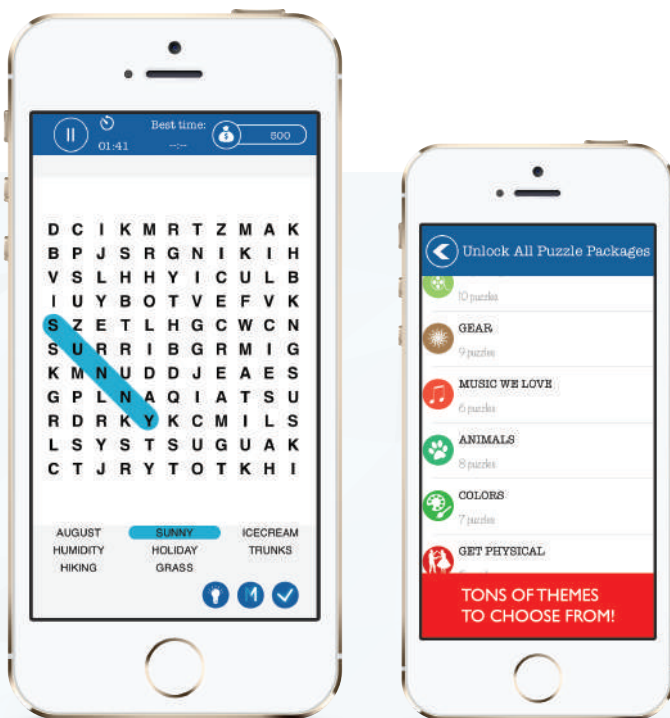 Best time:
01:41
--:--
500
D C I K M R T Z M A K
B P J S R G N I K I H
V S L H H Y I C U L B
I U Y B O T V E F V K
S Z E T L H G C W C N
S U R R I B G R M I G
K M N U D D J E A E S
G P L N A Q I A T S U
R D R K Y K C M I L S
L S Y S T S U G U A K
C T J R Y T O T K H I
AUGUST SUNNY ICECREAM
HUMIDITY HOLIDAY TRUNKS
HIKING GRASS
Unlock All Puzzle Packages
10 puzzles
GEAR
9 puzzles
MUSIC WE LOVE
6 puzzles
ANIMALS
8 puzzles
COLORS
7 puzzles
GET PHYSICAL
TONS OF THEMES
TO CHOOSE FROM!